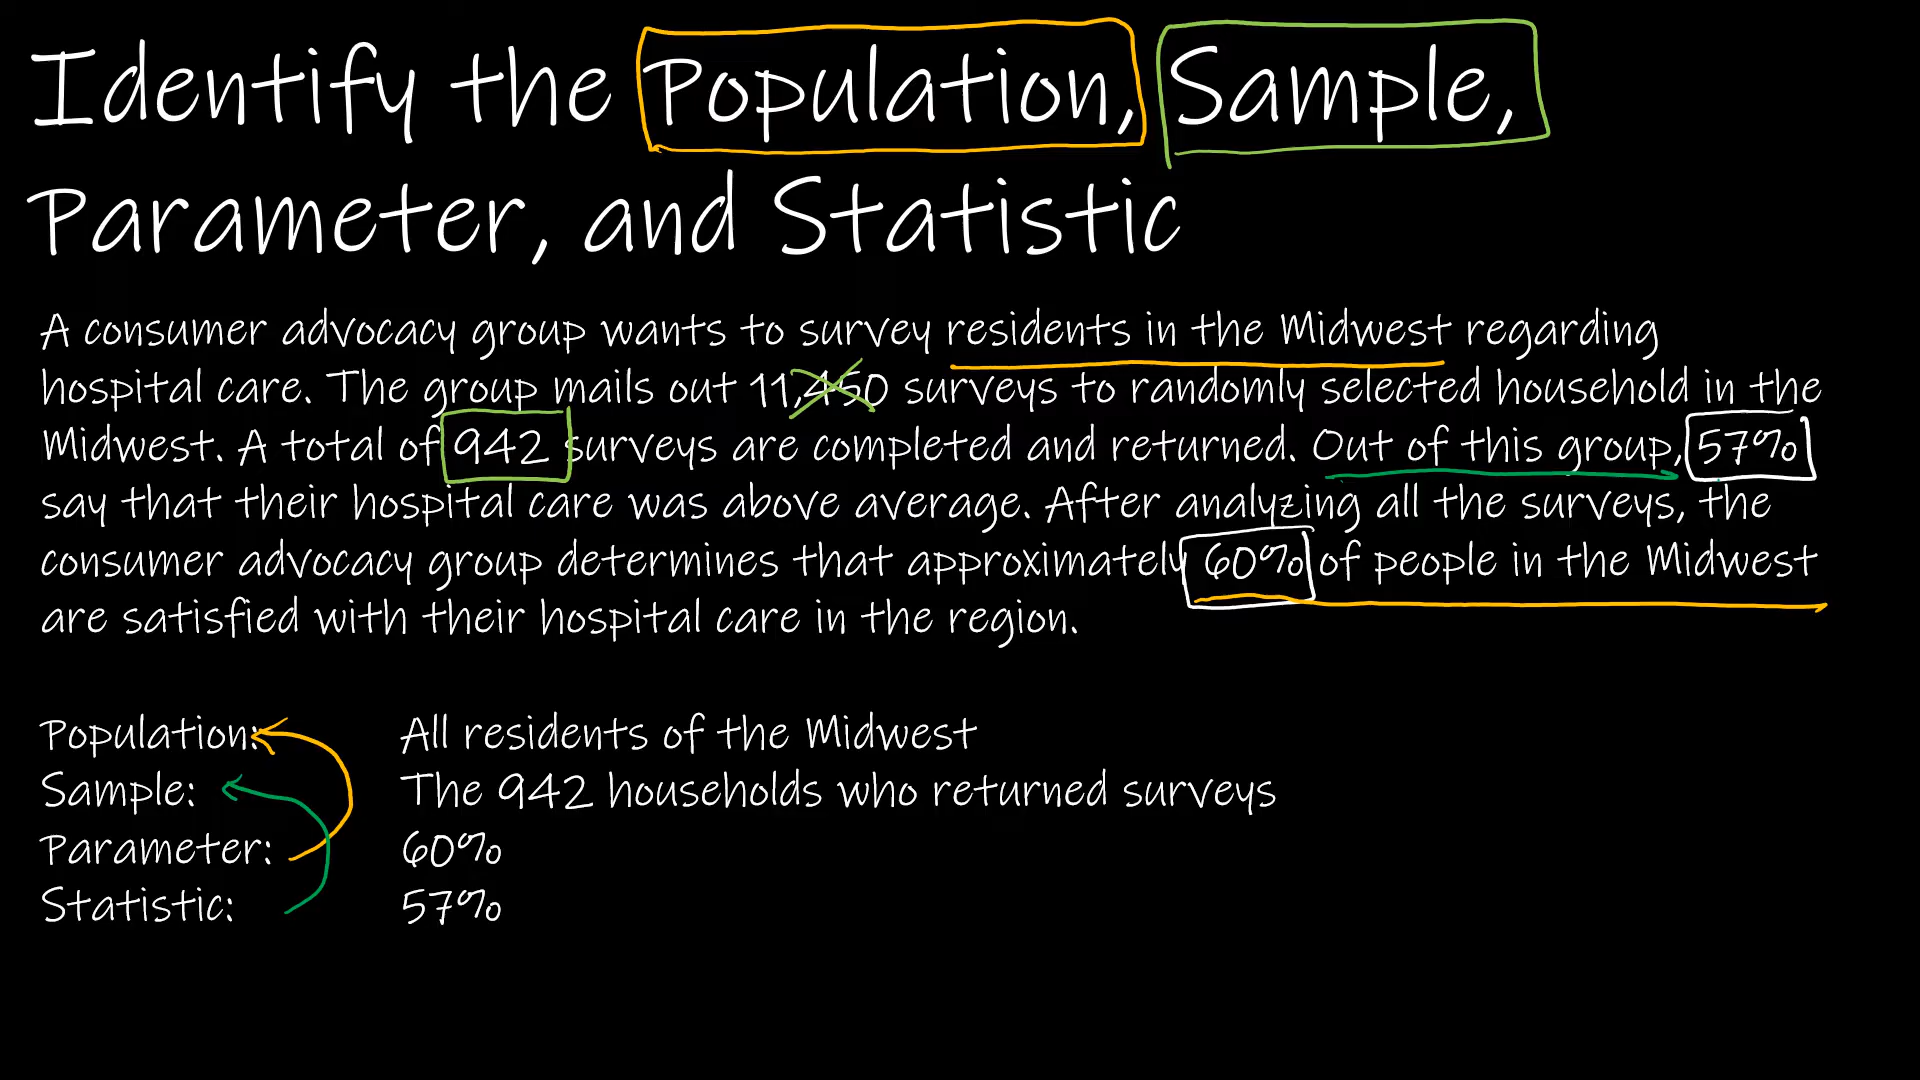 Identify the Population, Sample,
Parameter, and Statistic
A consumer advocacy group wants to survey residents in the Midwest regarding
hospital care. The group mails out 11,450 surveys to randomly selected household in the
Midwest. A total of 942 surveys are completed and returned. Out of this group, 57%
say that their hospital care was above average. After analyzing all the surveys, the
consumer advocacy group determines that approximately 60% of people in the Midwest
are satisfied with their hospital care in the region.
Population: All residents of the Midwest
Sample: The 942 households who returned surveys
Parameter: 60%
Statistic: 57%